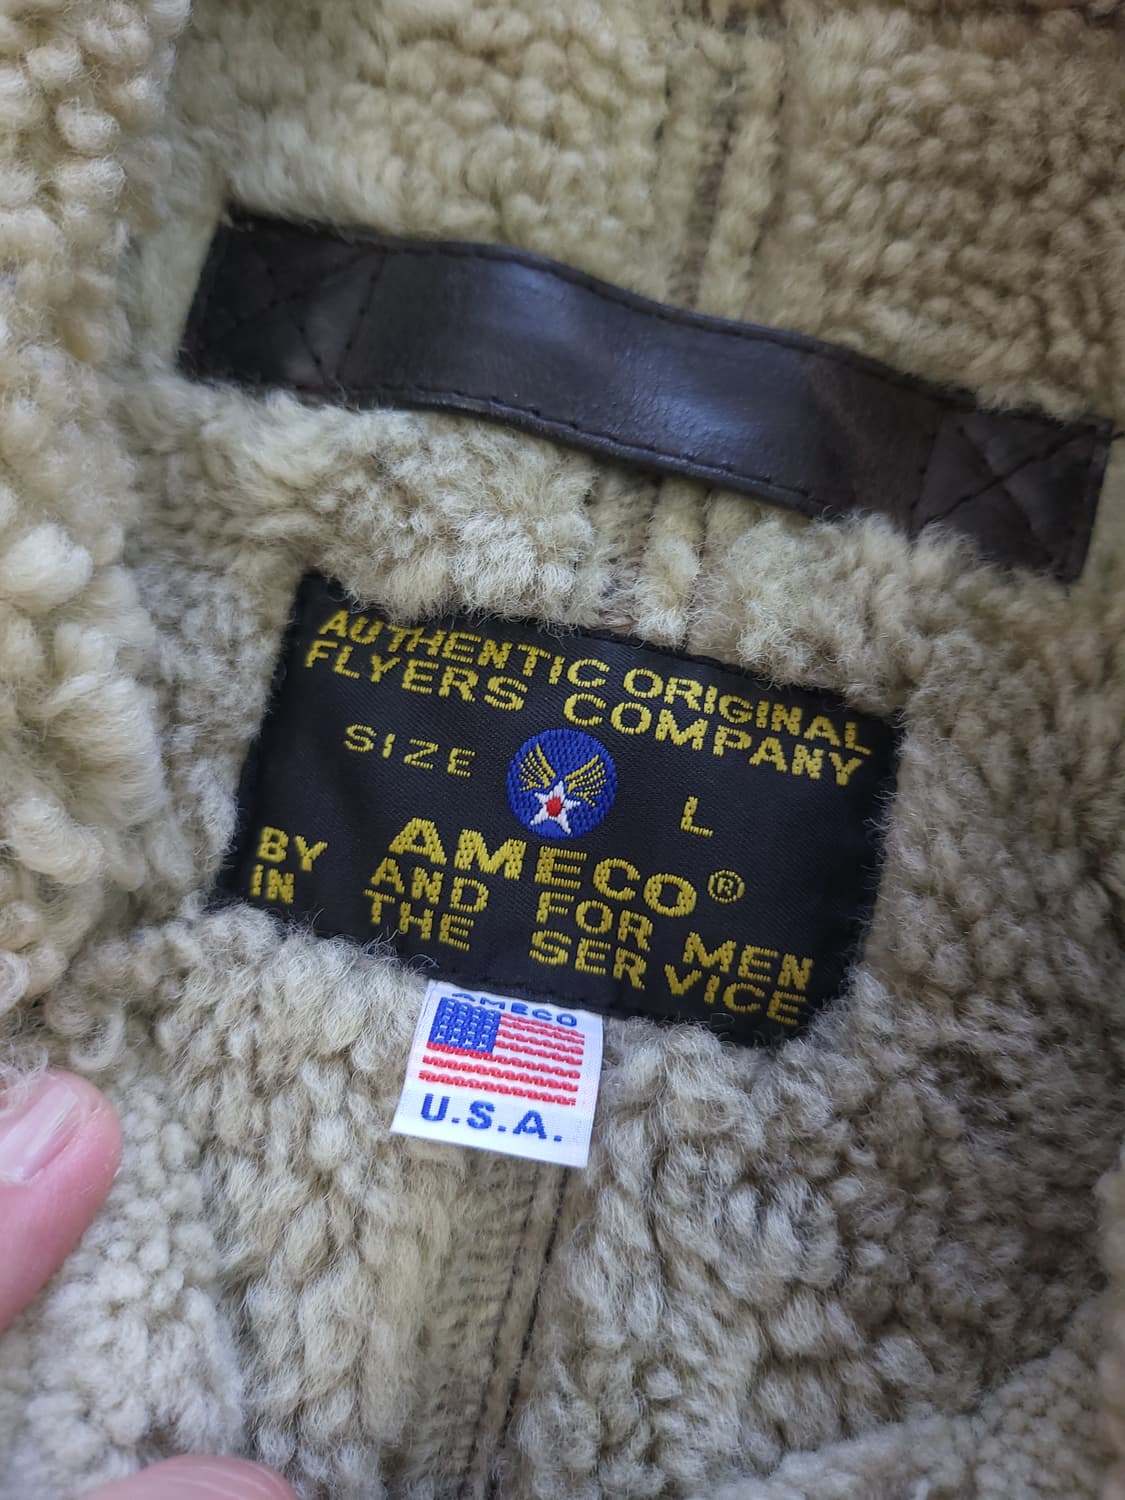 AUTHENTIC ORIGINAL
FLYERS COMPANY
SIZE L
AMECO®
BY AND FOR MEN
IN THE SERVICE
AMECO
U.S.A.